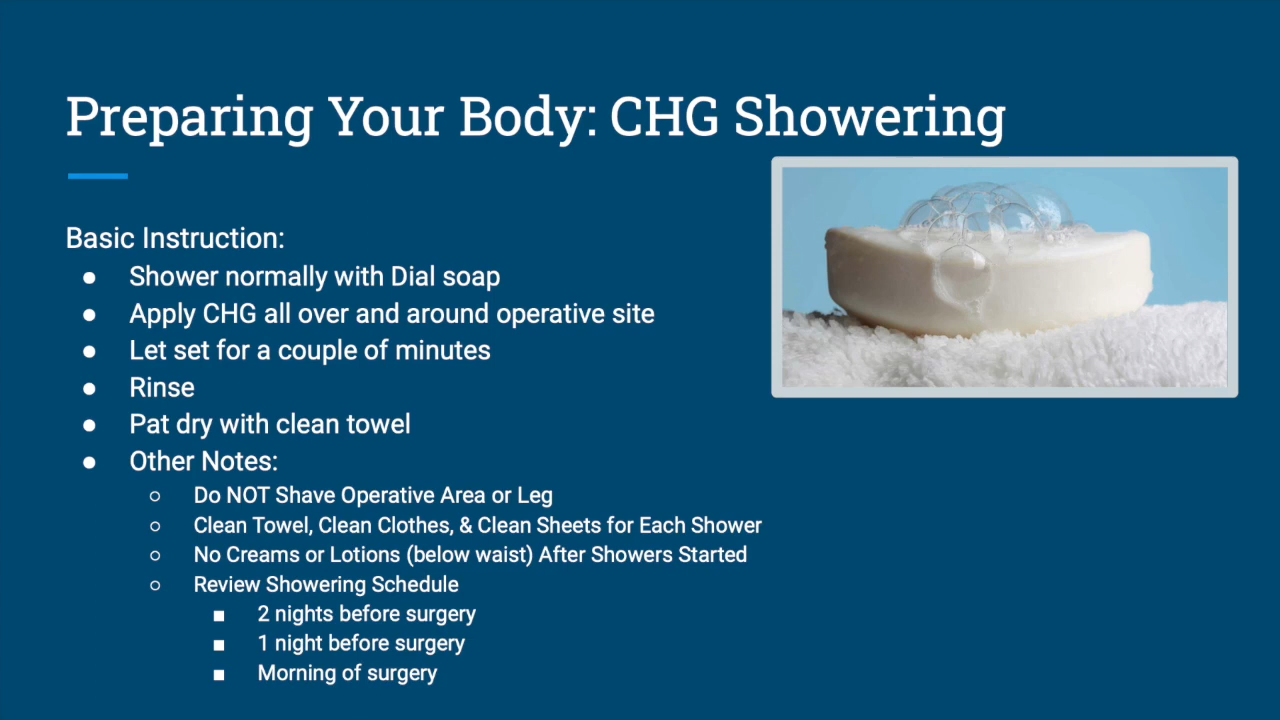 Preparing Your Body: CHG Showering
Basic Instruction:
● Shower normally with Dial soap
● Apply CHG all over and around operative site
● Let set for a couple of minutes
● Rinse
● Pat dry with clean towel
● Other Notes:
○ Do NOT Shave Operative Area or Leg
○ Clean Towel, Clean Clothes, & Clean Sheets for Each Shower
○ No Creams or Lotions (below waist) After Showers Started
○ Review Showering Schedule
■ 2 nights before surgery
■ 1 night before surgery
■ Morning of surgery